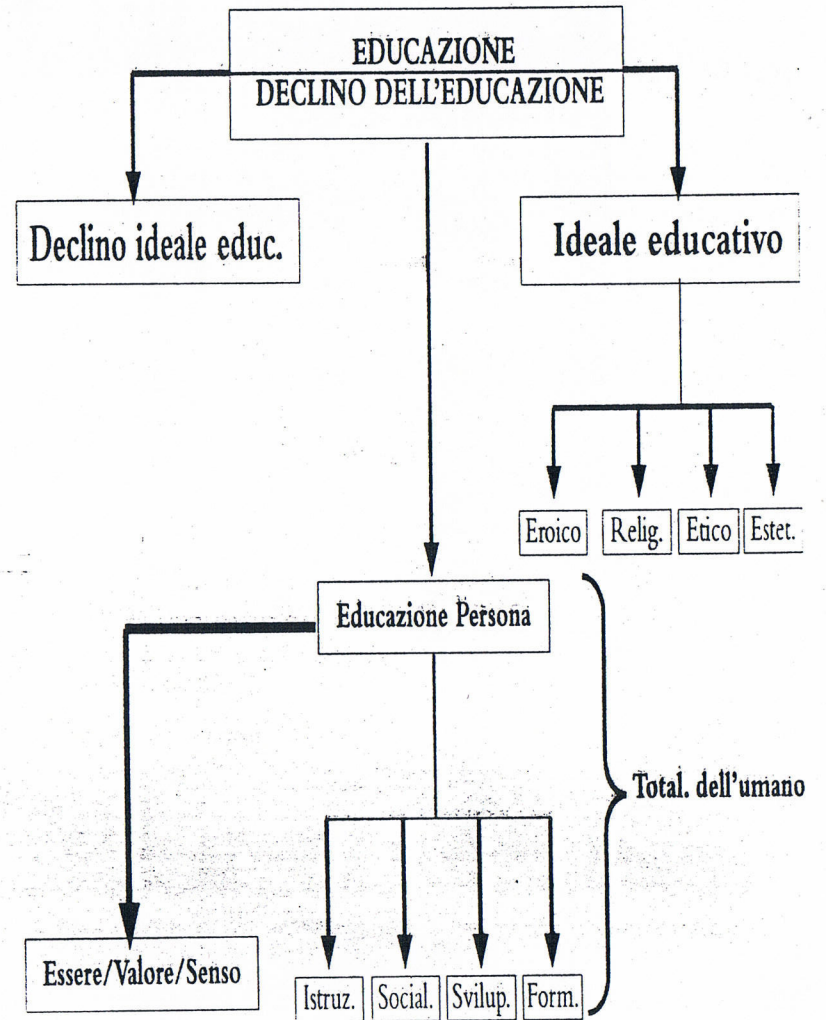 EDUCAZIONE
DECLINO DELL'EDUCAZIONE
Declino ideale educ.
Ideale educativo
Eroico
Relig.
Etico
Estet.
Educazione Persona
Total. dell'umano
Essere/Valore/Senso
Istruz.
Social.
Svilup.
Form.